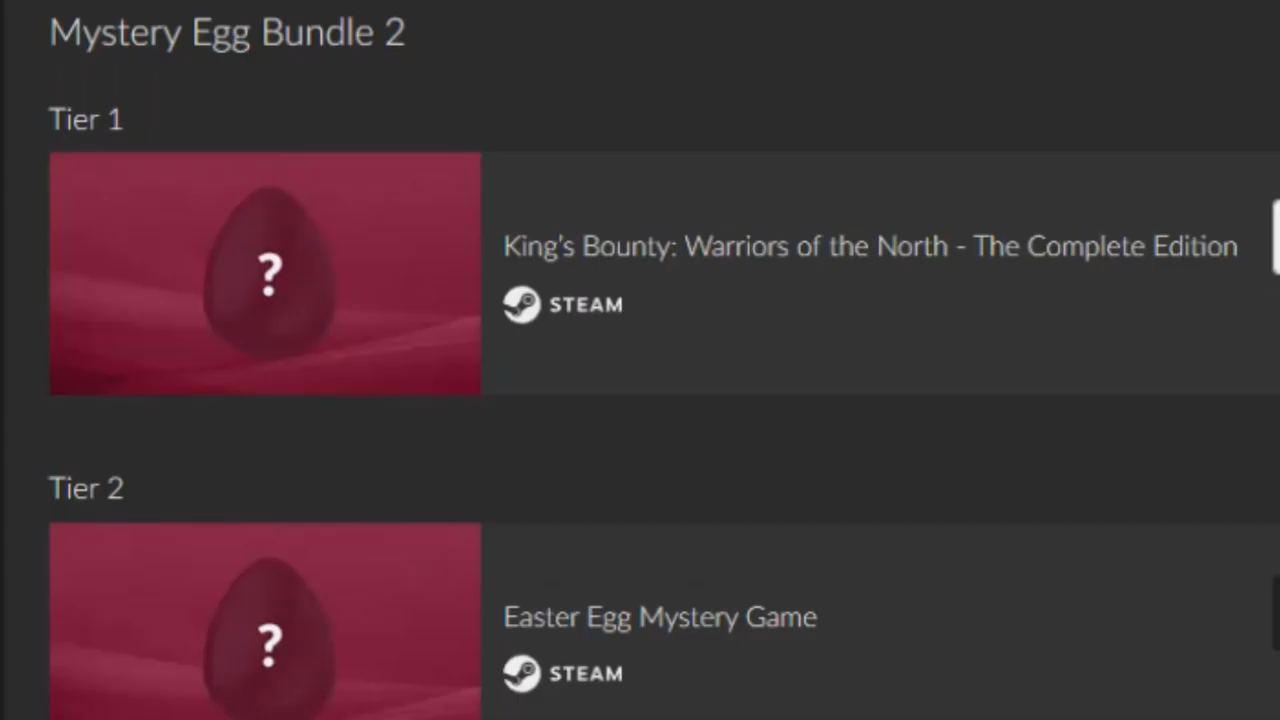 Mystery Egg Bundle 2
Tier 1
?
King's Bounty: Warriors of the North - The Complete Edition
STEAM
Tier 2
?
Easter Egg Mystery Game
STEAM